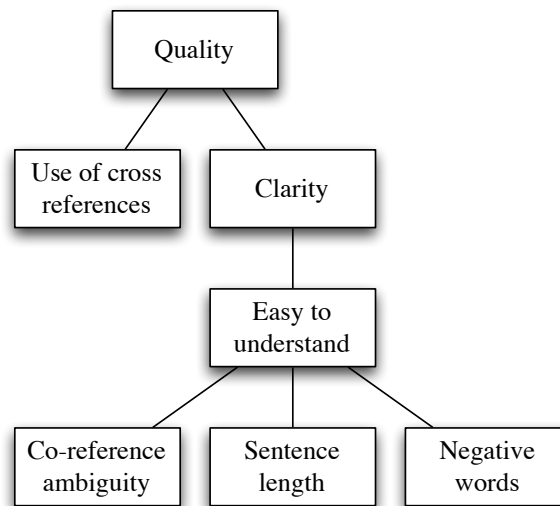 Quality
Use of cross
references
Clarity
Easy to
understand
Co-reference
ambiguity
Sentence
length
Negative
words